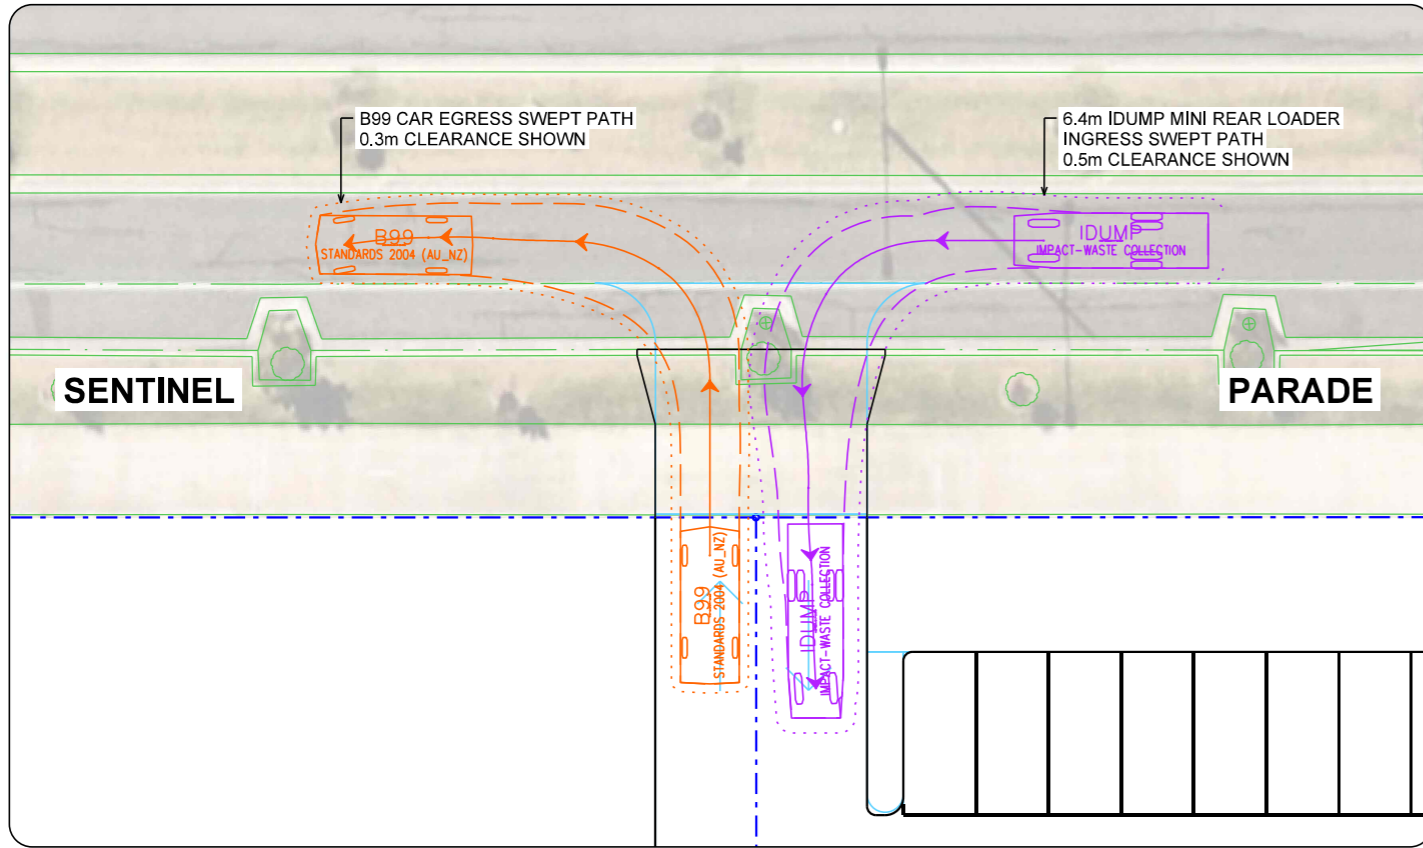 B99 CAR EGRESS SWEPT PATH
0.3m CLEARANCE SHOWN
6.4m IDUMP MINI REAR LOADER
INGRESS SWEPT PATH
0.5m CLEARANCE SHOWN
B99
STANDARDS 2004 (AU_NZ)
IDUMP
IMPACT-WASTE COLLECTION
SENTINEL
PARADE
B99
STANDARDS 2004 (AU_NZ)
IDUMP
IMPACT-WASTE COLLECTION